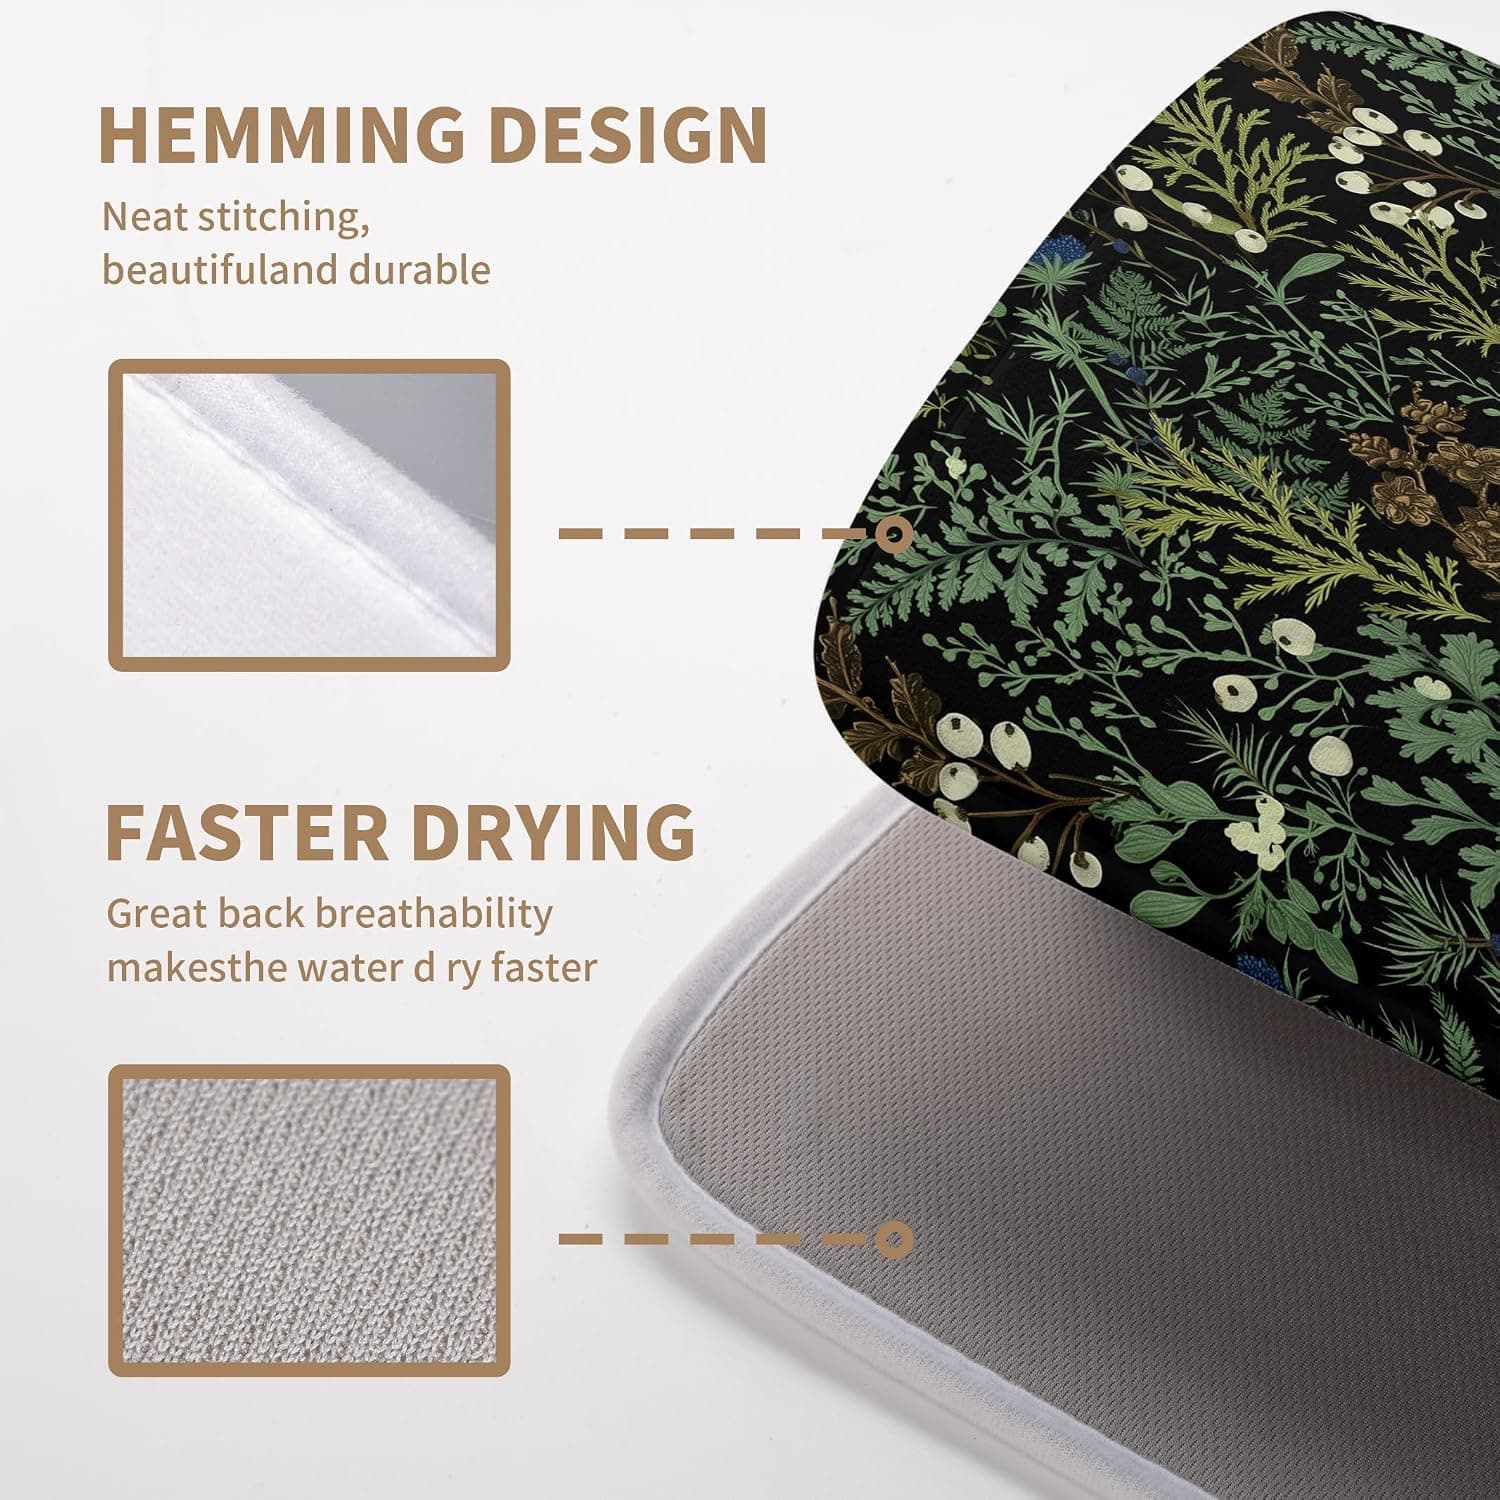 HEMMING DESIGN
Neat stitching,
beautifuland durable
FASTER DRYING
Great back breathability
makesthe water d ry faster